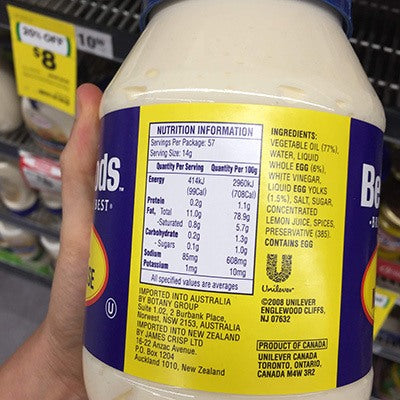 20% OFF
$8
10
ods™
BEST •
NUTRITION INFORMATION
Servings Per Package: 57
Serving Size: 14g
Quantity Per Serving Quantity Per 100g
Energy 414kJ 2960kJ
(99Cal) (708Cal)
Protein 0.2g 1.1g
Fat, Total 11.0g 78.9g
-Saturated 0.8g 5.7g
Carbohydrate 0.2g 1.3g
-Sugars 0.1g 1.0g
Sodium 85mg 608mg
Potassium 1mg 10mg
All specified values are averages
IMPORTED INTO AUSTRALIA
BY BOTANY GROUP
Suite 1.02, 2 Burbank Place,
Norwest, NSW 2153, AUSTRALIA
IMPORTED INTO NEW ZEALAND
BY JAMES CRISP LTD
16-22 Anzac Avenue.
P.O. Box 1204
Auckland 1010, New Zealand
INGREDIENTS:
VEGETABLE OIL (77%),
WATER, LIQUID
WHOLE EGG (6%),
WHITE VINEGAR,
LIQUID EGG YOLKS
(1.5%), SALT, SUGAR,
CONCENTRATED
LEMON JUICE, SPICES,
PRESERVATIVE (385).
CONTAINS EGG
Unilever
©2008 UNILEVER
ENGLEWOOD CLIFFS,
NJ 07632
PRODUCT OF CANADA
UNILEVER CANADA
TORONTO, ONTARIO,
CANADA M4W 3R2
Be
U